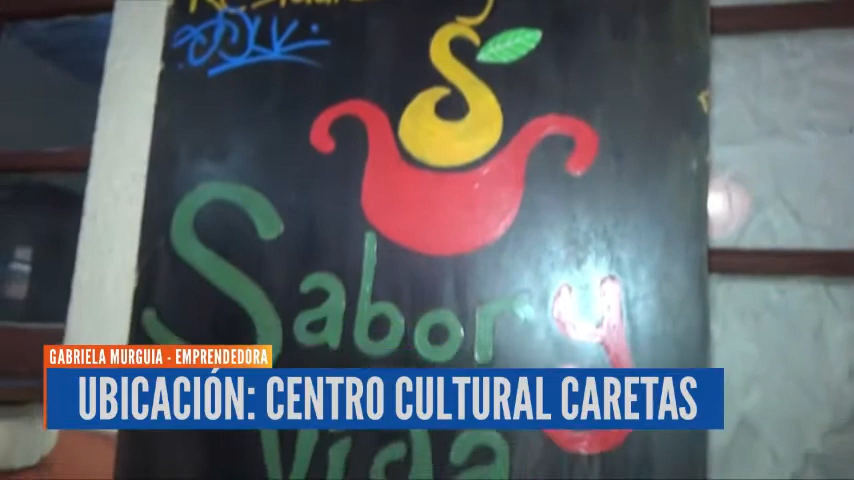 Sabor y
GABRIELA MURGUIA - EMPRENDEDORA
UBICACIÓN: CENTRO CULTURAL CARETAS
Vida